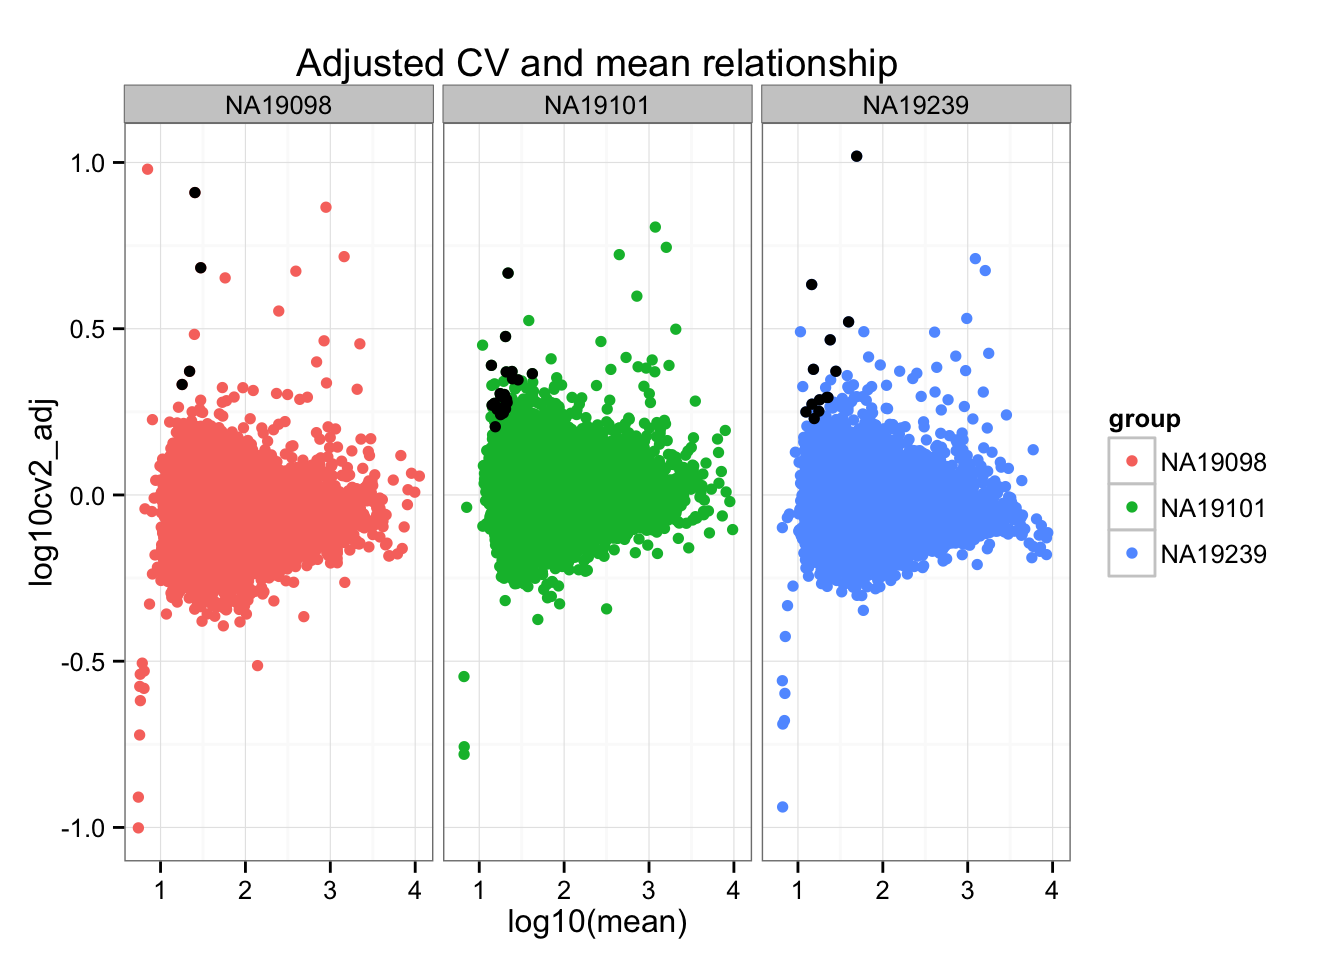 Adjusted CV and mean relationship
NA19098 NA19101 NA19239
1.0
0.5
0.0
-0.5
-1.0
log10cv2_adj
1 2 3 4 1 2 3 4 1 2 3 4
log10(mean)
group
NA19098
NA19101
NA19239